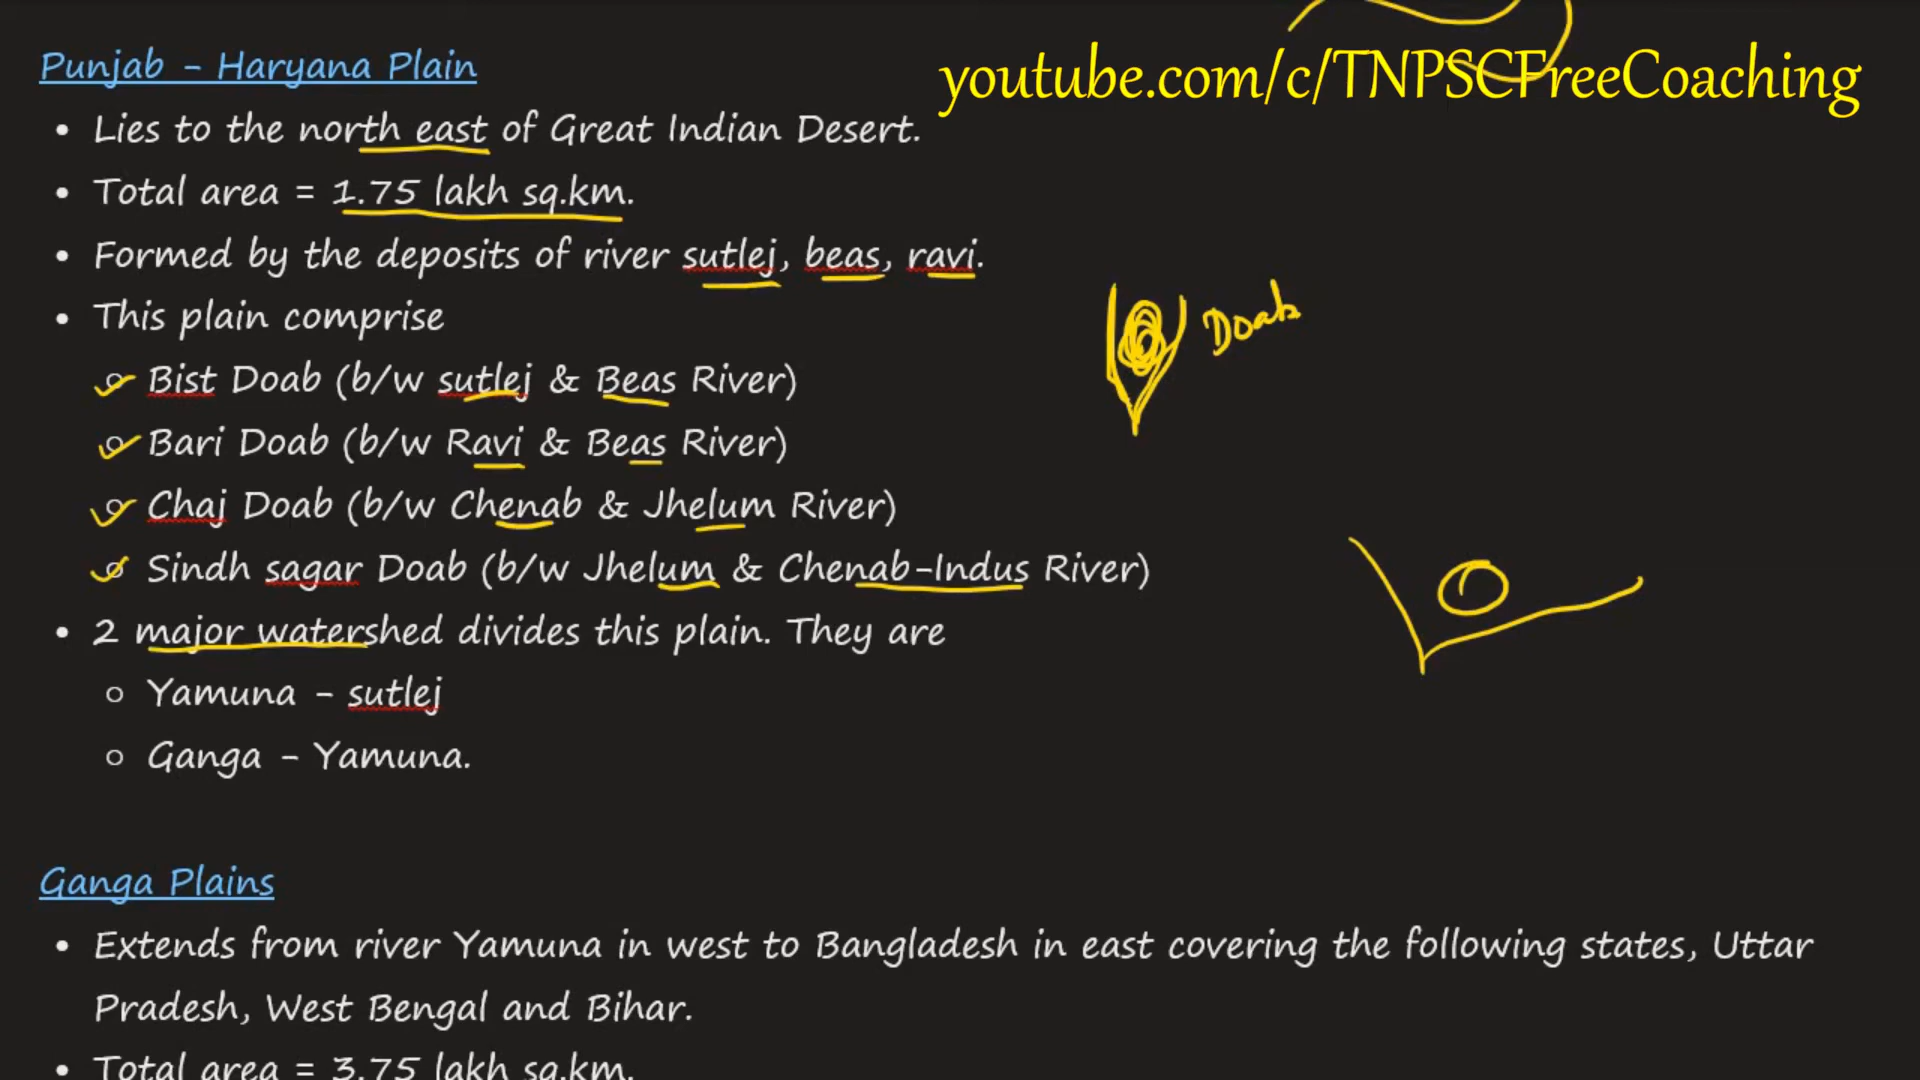 Punjab - Haryana Plain
youtube.com/c/TNPSCFreeCoaching
• Lies to the north east of Great Indian Desert.
• Total area = 1.75 lakh sq.km.
• Formed by the deposits of river sutlej, beas, ravi.
• This plain comprise
Doab
o Bist Doab (b/w sutlej & Beas River)
o Bari Doab (b/w Ravi & Beas River)
o Chaj Doab (b/w Chenab & Jhelum River)
o Sindh sagar Doab (b/w Jhelum & Chenab-Indus River)
• 2 major watershed divides this plain. They are
o Yamuna - sutlej
o Ganga - Yamuna.
Ganga Plains
• Extends from river Yamuna in west to Bangladesh in east covering the following states, Uttar
Pradesh, West Bengal and Bihar.
• Total area = 3.75 lakh sq.km.